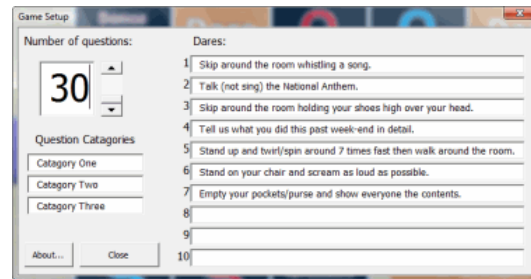 Game Setup
Number of questions:
30
Question Catagories
Catagory One
Catagory Two
Catagory Three
About...
Close
Dares:
1 Skip around the room whistling a song.
2 Talk (not sing) the National Anthem.
3 Skip around the room holding your shoes high over your head.
4 Tell us what you did this past week-end in detail.
5 Stand up and twirl/spin around 7 times fast then walk around the room.
6 Stand on your chair and scream as loud as possible.
7 Empty your pockets/purse and show everyone the contents.
8
9
10